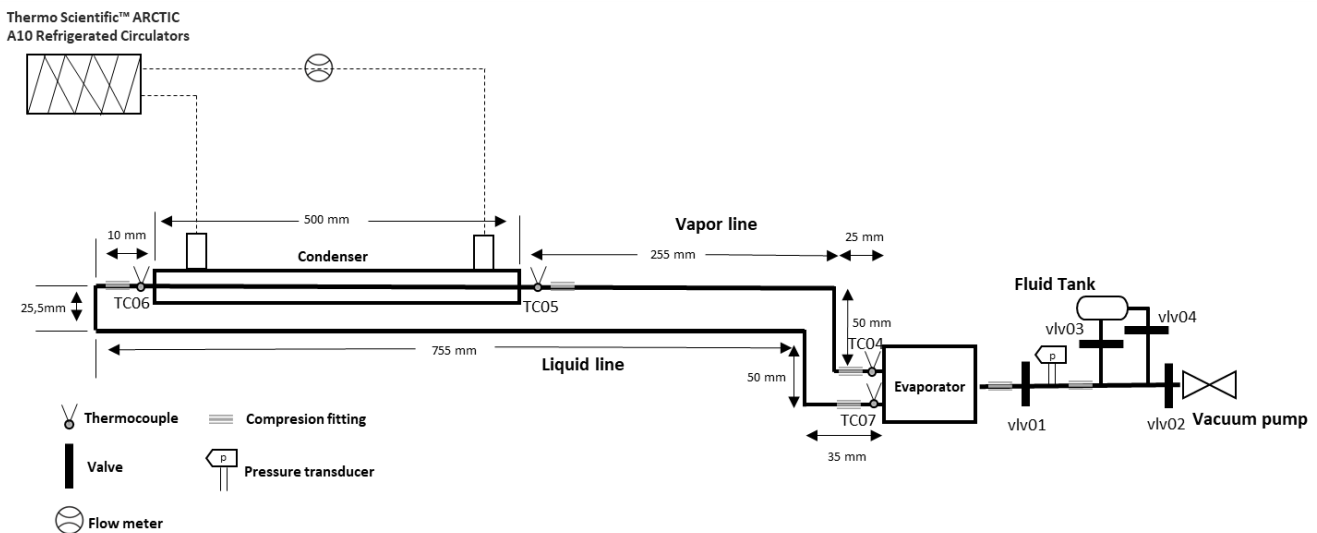 Thermo Scientific™ ARCTIC
A10 Refrigerated Circulators
500 mm
Vapor line
10 mm
Condenser
255 mm
25 mm
TC06
TC05
Fluid Tank
25,5mm
50 mm
vlv03
vlv04
TC04
755 mm
Liquid line
50 mm
Evaporator
p
vlv01
vlv02
Vacuum pump
TC07
35 mm
Thermocouple
Compresion fitting
Valve
p
Pressure transducer
Flow meter